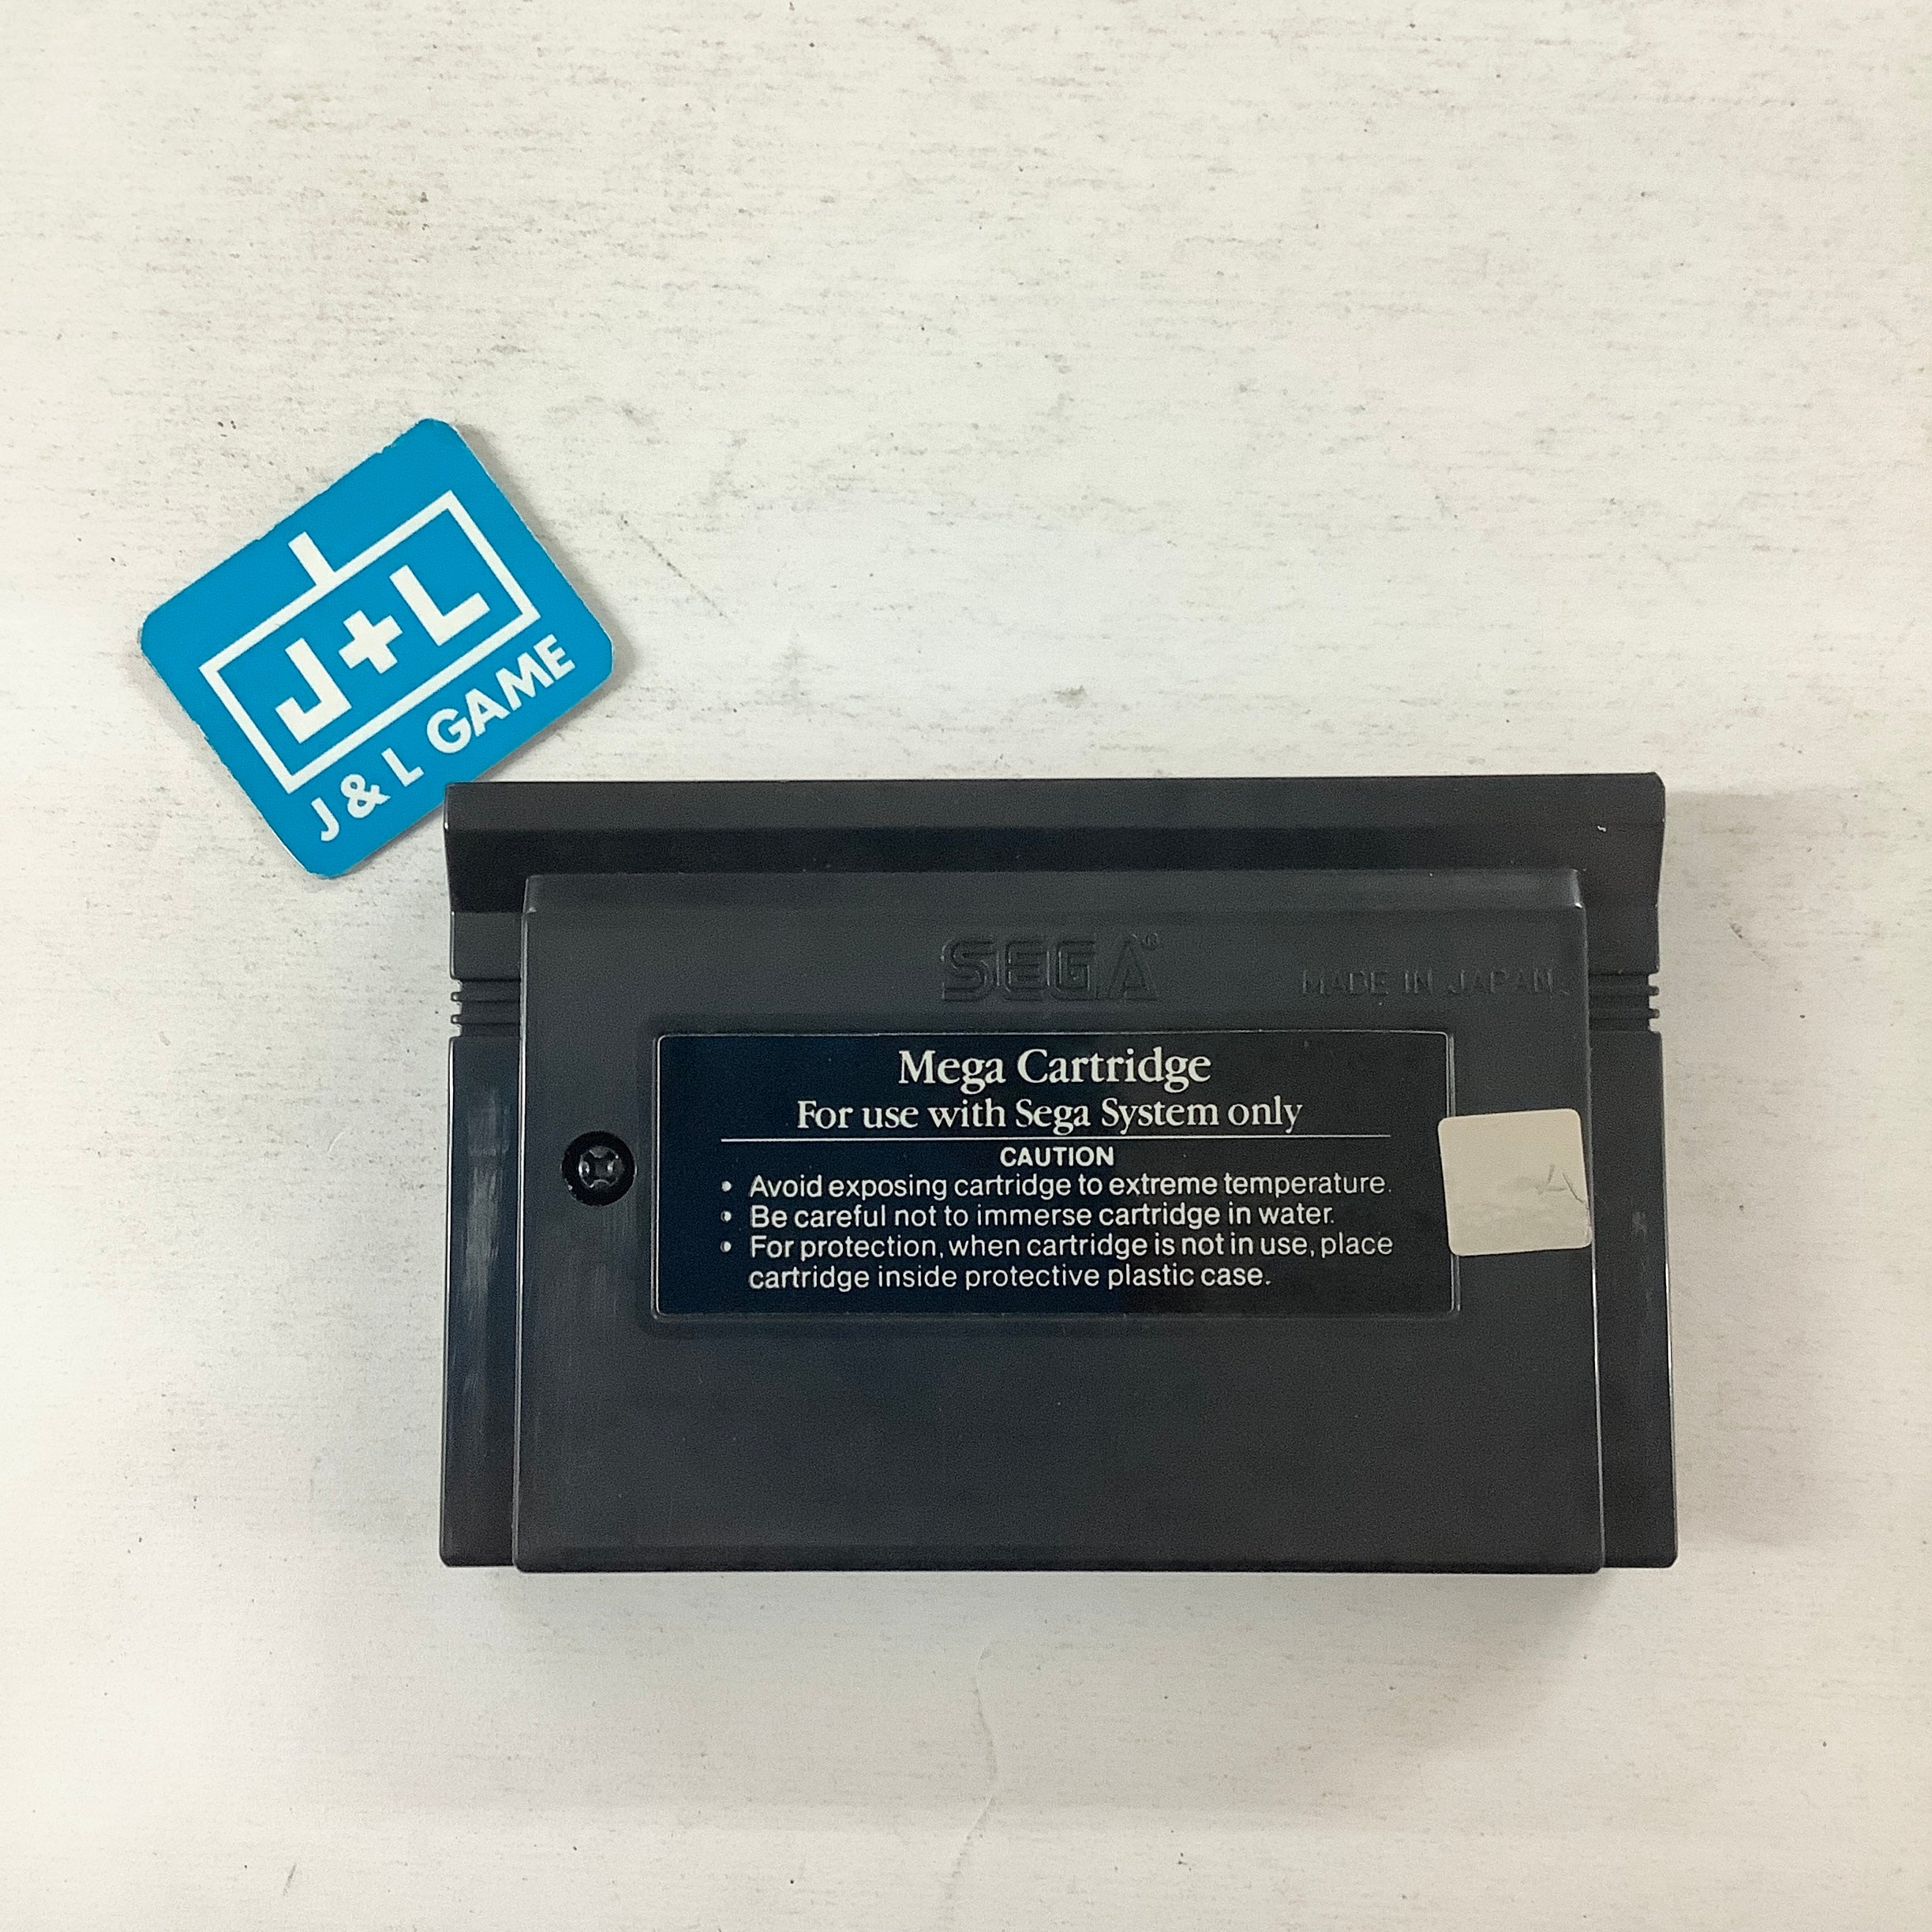 J+L
J & L GAME
SEGA®
MADE IN JAPAN
Mega Cartridge
For use with Sega System only
CAUTION
• Avoid exposing cartridge to extreme temperature.
• Be careful not to immerse cartridge in water.
• For protection, when cartridge is not in use, place
cartridge inside protective plastic case.